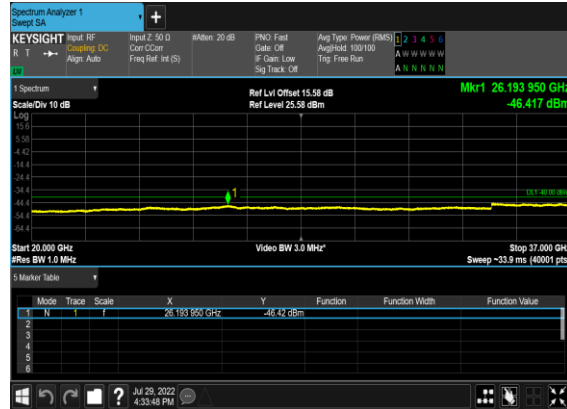 Spectrum Analyzer 1
Swept SA
+
KEYSIGHT Input: RF Input Z: 50 Ω #Atten: 20 dB PNO: Fast Avg Type: Power (RMS) 1 2 3 4 5 6
R T Coupling: DC Corr CCorr Gate: Off Avg|Hold: 100/100 A W W W W W
Align: Auto Freq Ref: Int (S) IF Gain: Low Trig: Free Run
Sig Track: Off A N N N N N
1 Spectrum
Scale/Div 10 dB
Ref Lvl Offset 15.58 dB
Ref Level 25.58 dBm
Mkr1 26.193 950 GHz
-46.417 dBm
Log
15.6
5.58
-4.42
-14.4
-24.4
-34.4
-44.4
-54.4
-64.4
1
DL1 -40.00 dBm
Start 20.000 GHz Video BW 3.0 MHz* Stop 37.000 GHz
#Res BW 1.0 MHz Sweep ~33.9 ms (40001 pts)
5 Marker Table
Mode Trace Scale X Y Function Function Width Function Value
1 N 1 f 26.193 950 GHz -46.42 dBm
2
3
4
5
6
? Jul 29, 2022
4:33:48 PM